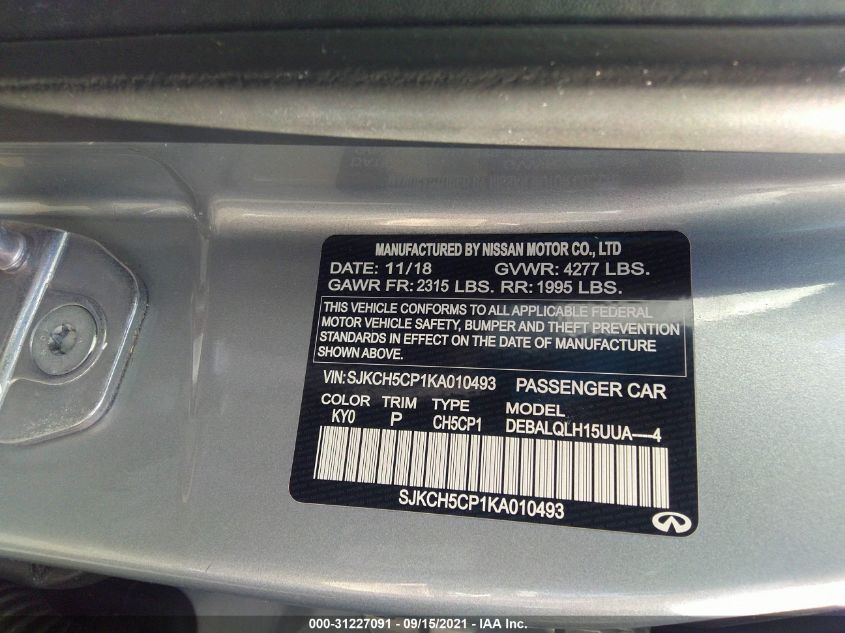 MANUFACTURED BY NISSAN MOTOR CO., LTD
DATE: 11/18 GVWR: 4277 LBS.
GAWR FR: 2315 LBS. RR: 1995 LBS.
THIS VEHICLE CONFORMS TO ALL APPLICABLE FEDERAL
MOTOR VEHICLE SAFETY, BUMPER AND THEFT PREVENTION
STANDARDS IN EFFECT ON THE DATE OF MANUFACTURE
SHOWN ABOVE.
VIN: SJKCH5CP1KA010493 PASSENGER CAR
COLOR TRIM TYPE MODEL
KY0 P CH5CP1 DEBALQLH15UUA----4
SJKCH5CP1KA010493
000-31227091 - 09/15/2021 - IAA Inc.